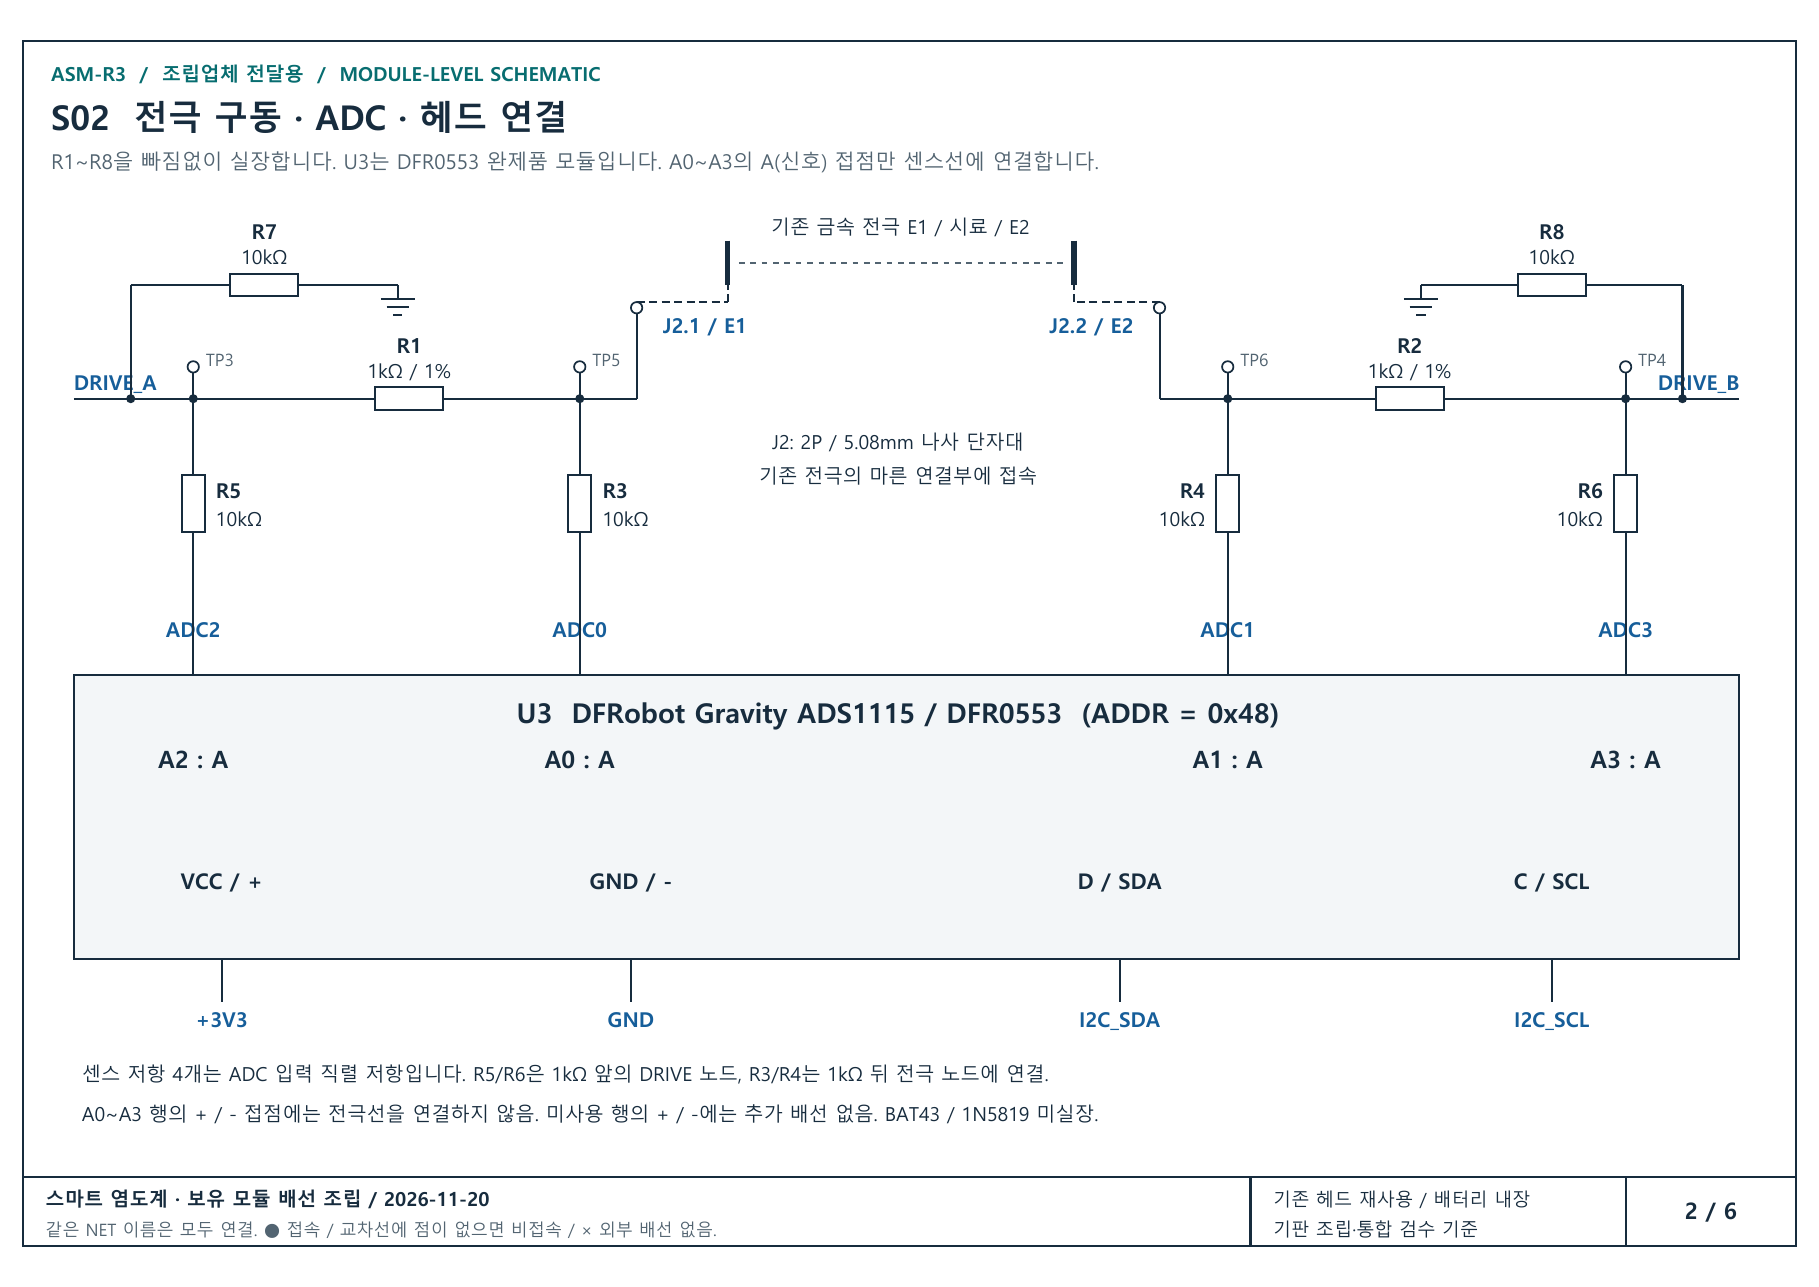 ASM-R3 / 조립업체 전달용 / MODULE-LEVEL SCHEMATIC
S02 전극 구동 · ADC · 헤드 연결
R1~R8을 빠짐없이 실장합니다. U3는 DFR0553 완제품 모듈입니다. A0~A3의 A(신호) 접점만 센스선에 연결합니다.
기존 금속 전극 E1 / 시료 / E2
R7
10kΩ
R8
10kΩ
J2.1 / E1
J2.2 / E2
DRIVE_A
TP3
R1
1kΩ / 1%
TP5
TP6
R2
1kΩ / 1%
TP4
DRIVE_B
J2: 2P / 5.08mm 나사 단자대
기존 전극의 마른 연결부에 접속
R5
10kΩ
R3
10kΩ
R4
10kΩ
R6
10kΩ
ADC2
ADC0
ADC1
ADC3
U3 DFRobot Gravity ADS1115 / DFR0553 (ADDR = 0x48)
A2 : A
A0 : A
A1 : A
A3 : A
VCC / +
GND / -
D / SDA
C / SCL
+3V3
GND
I2C_SDA
I2C_SCL
센스 저항 4개는 ADC 입력 직렬 저항입니다. R5/R6은 1kΩ 앞의 DRIVE 노드, R3/R4는 1kΩ 뒤 전극 노드에 연결.
A0~A3 행의 + / - 접점에는 전극선을 연결하지 않음. 미사용 행의 + / -에는 추가 배선 없음. BAT43 / 1N5819 미실장.
스마트 염도계 · 보유 모듈 배선 조립 / 2026-11-20
같은 NET 이름은 모두 연결. ● 접속 / 교차선에 점이 없으면 비접속 / × 외부 배선 없음.
기존 헤드 재사용 / 배터리 내장
기판 조립·통합 검수 기준
2 / 6